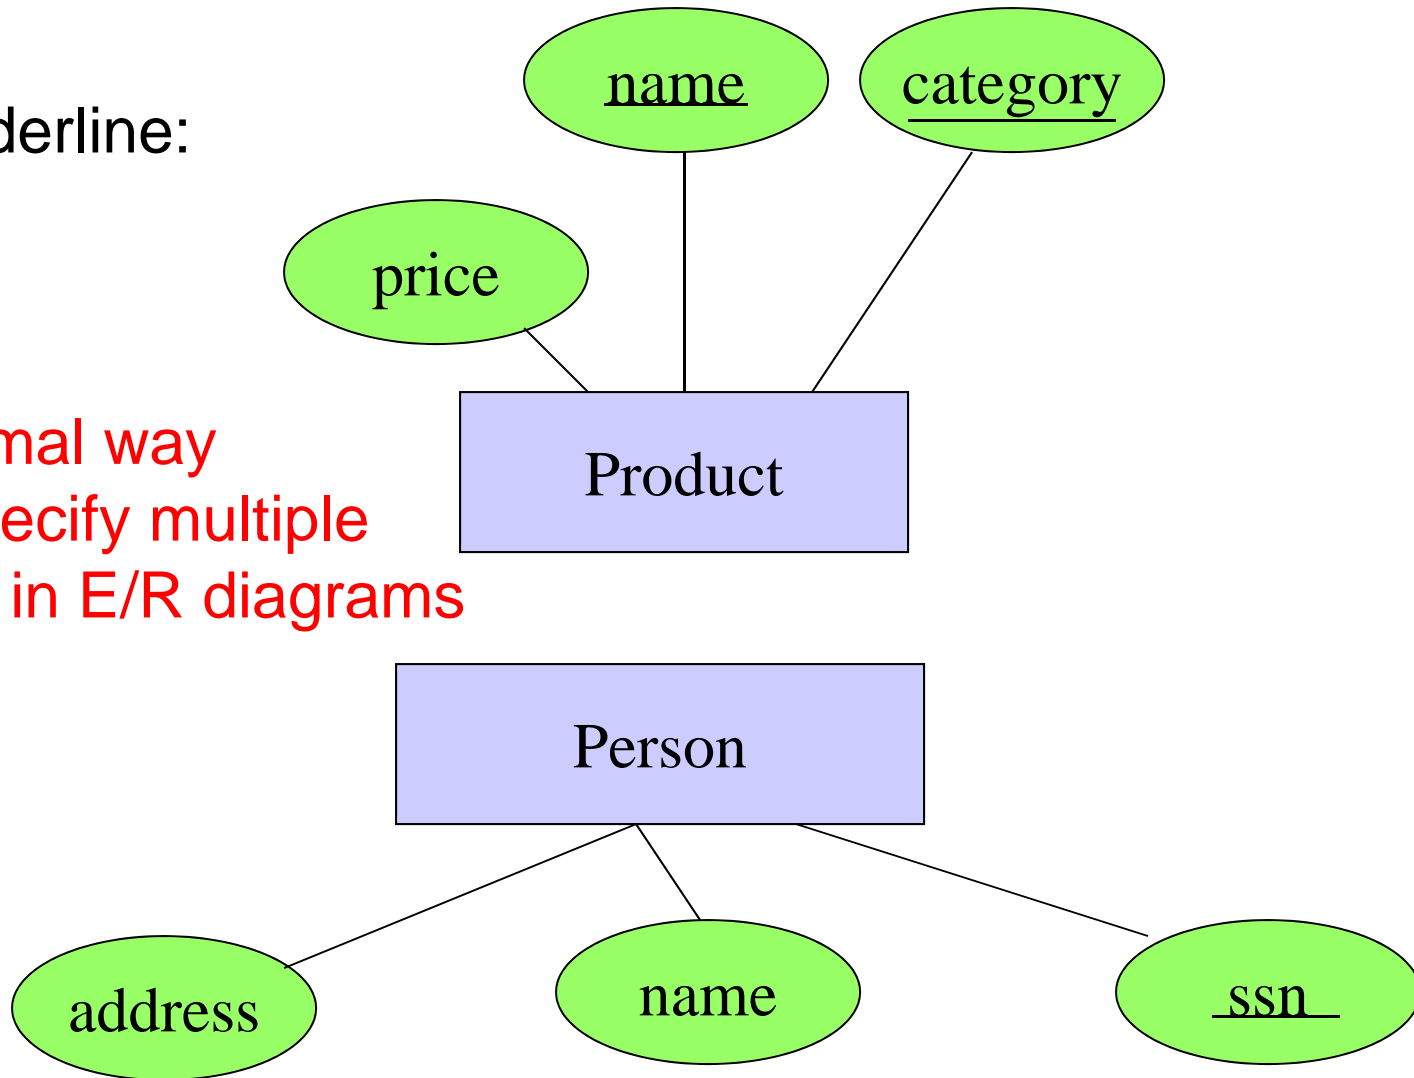 name
category
derline:
price
mal way
Product
ecify multiple
in E/R diagrams
Person
address
name
ssn